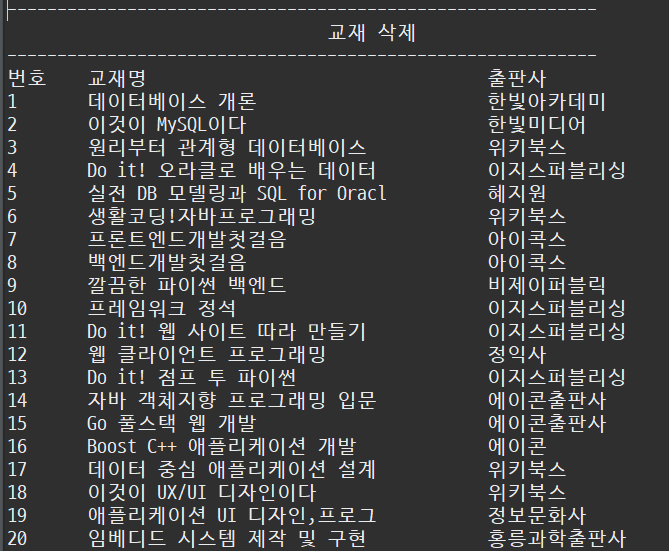 ------------------------------------------------------------
교재 삭제
------------------------------------------------------------
번호 교재명 출판사
1 데이터베이스 개론 한빛아카데미
2 이것이 MySQL이다 한빛미디어
3 원리부터 관계형 데이터베이스 위키북스
4 Do it! 오라클로 배우는 데이터 이지스퍼블리싱
5 실전 DB 모델링과 SQL for Oracl 혜지원
6 생활코딩!자바프로그래밍 위키북스
7 프론트엔드개발첫걸음 아이콕스
8 백엔드개발첫걸음 아이콕스
9 깔끔한 파이썬 백엔드 비제이퍼블릭
10 프레임워크 정석 이지스퍼블리싱
11 Do it! 웹 사이트 따라 만들기 이지스퍼블리싱
12 웹 클라이언트 프로그래밍 정익사
13 Do it! 점프 투 파이썬 이지스퍼블리싱
14 자바 객체지향 프로그래밍 입문 에이콘출판사
15 Go 풀스택 웹 개발 에이콘출판사
16 Boost C++ 애플리케이션 개발 에이콘
17 데이터 중심 애플리케이션 설계 위키북스
18 이것이 UX/UI 디자인이다 위키북스
19 애플리케이션 UI 디자인,프로그 정보문화사
20 임베디드 시스템 제작 및 구현 홍릉과학출판사